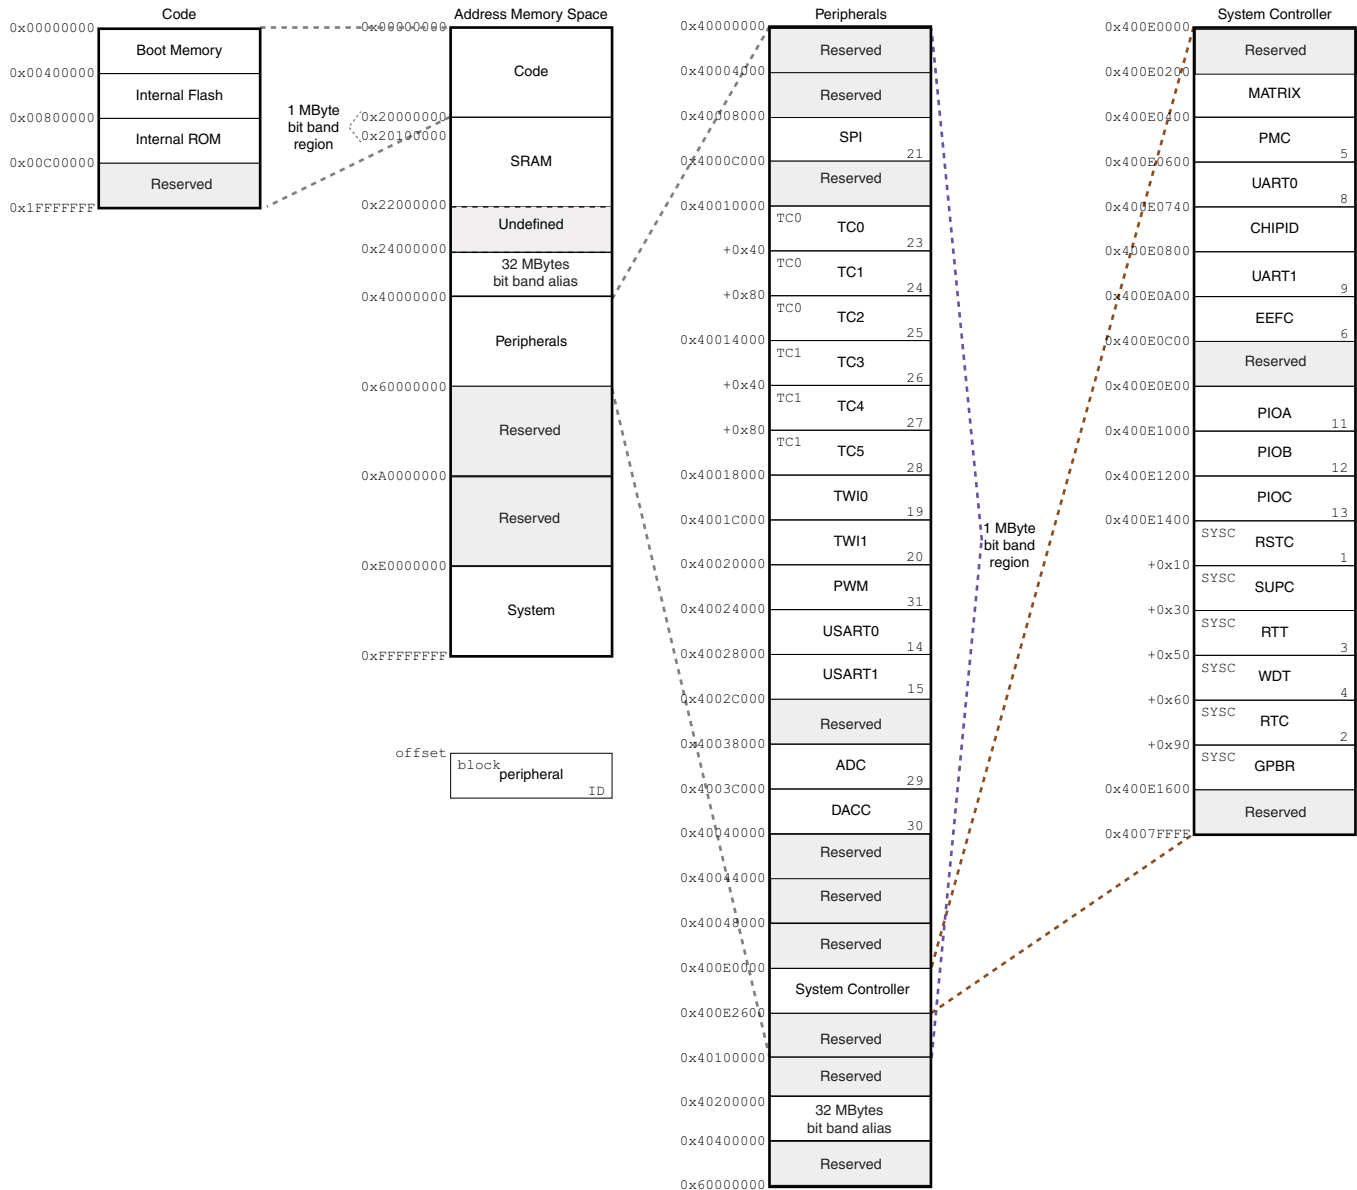 Code
0x00000000
Boot Memory
0x00400000
Internal Flash
0x00800000
Internal ROM
0x00C00000
Reserved
0x1FFFFFFF
1 MByte
bit band
region
Address Memory Space
0x00000000
Code
0x20000000
0x20100000
SRAM
0x22000000
Undefined
0x24000000
32 MBytes
bit band alias
0x40000000
Peripherals
0x60000000
Reserved
0xA0000000
Reserved
0xE0000000
System
0xFFFFFFFF
offset
block
peripheral
ID
Peripherals
0x40000000
Reserved
0x40004000
Reserved
0x40008000
SPI
21
0x4000C000
Reserved
0x40010000
TC0
TC0
23
+0x40
TC0
TC1
24
+0x80
TC0
TC2
25
0x40014000
TC1
TC3
26
+0x40
TC1
TC4
27
+0x80
TC1
TC5
28
0x40018000
TWI0
19
0x4001C000
TWI1
20
0x40020000
PWM
31
0x40024000
USART0
14
0x40028000
USART1
15
0x4002C000
Reserved
0x40038000
ADC
29
0x4003C000
DACC
30
0x40040000
Reserved
0x40044000
Reserved
0x40048000
Reserved
0x400E0000
System Controller
0x400E2600
Reserved
0x40100000
Reserved
0x40200000
32 MBytes
bit band alias
0x40400000
Reserved
0x60000000
1 MByte
bit band
region
System Controller
0x400E0000
Reserved
0x400E0200
MATRIX
0x400E0400
PMC
5
0x400E0600
UART0
8
0x400E0740
CHIPID
0x400E0800
UART1
9
0x400E0A00
EEFC
6
0x400E0C00
Reserved
0x400E0E00
PIOA
11
0x400E1000
PIOB
12
0x400E1200
PIOC
13
0x400E1400
SYSC
RSTC
1
+0x10
SYSC
SUPC
+0x30
SYSC
RTT
3
+0x50
SYSC
WDT
4
+0x60
SYSC
RTC
2
+0x90
SYSC
GPBR
0x400E1600
Reserved
0x4007FFFF